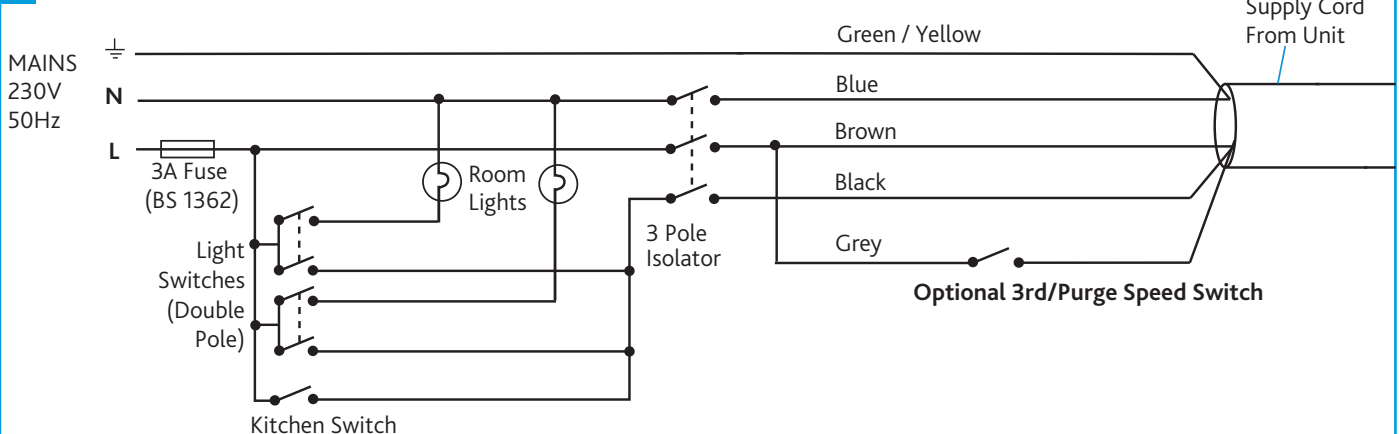 Supply Cord
From Unit
Green / Yellow
MAINS
230V
50Hz
N
Blue
L
Brown
3A Fuse
(BS 1362)
Room
Lights
Black
3 Pole
Isolator
Light
Switches
(Double
Pole)
Grey
Optional 3rd/Purge Speed Switch
Kitchen Switch